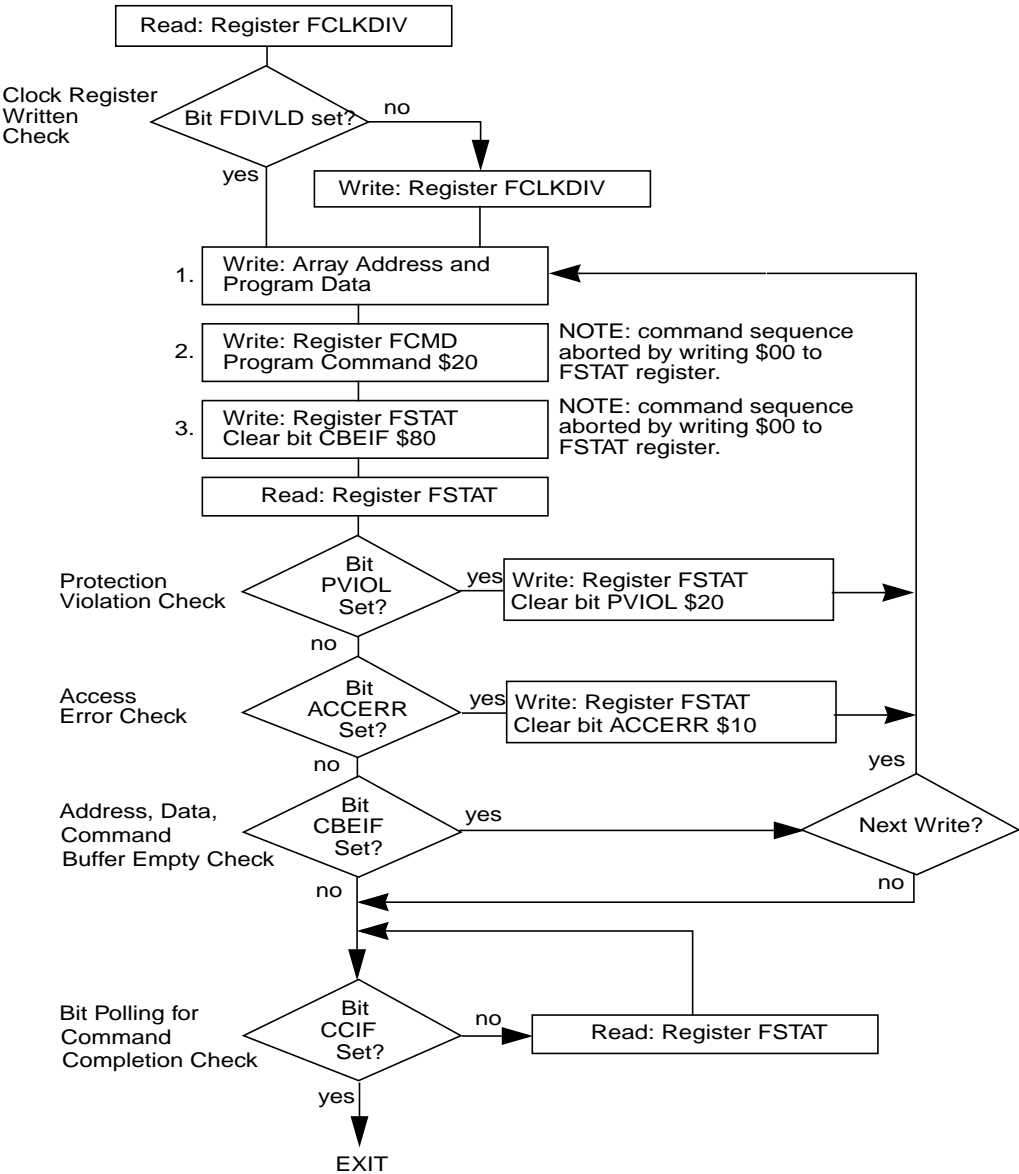 Read: Register FCLKDIV
Clock Register
Written
Check
Bit FDIVLD set?
no
yes
Write: Register FCLKDIV
1.
Write: Array Address and
Program Data
2.
Write: Register FCMD
Program Command $20
NOTE: command sequence
aborted by writing $00 to
FSTAT register.
3.
Write: Register FSTAT
Clear bit CBEIF $80
NOTE: command sequence
aborted by writing $00 to
FSTAT register.
Read: Register FSTAT
Protection
Violation Check
Bit
PVIOL
Set?
yes
Write: Register FSTAT
Clear bit PVIOL $20
no
Access
Error Check
Bit
ACCERR
Set?
yes
Write: Register FSTAT
Clear bit ACCERR $10
no
yes
Address, Data,
Command
Buffer Empty Check
Bit
CBEIF
Set?
yes
Next Write?
no
no
Bit Polling for
Command
Completion Check
Bit
CCIF
Set?
no
Read: Register FSTAT
yes
EXIT